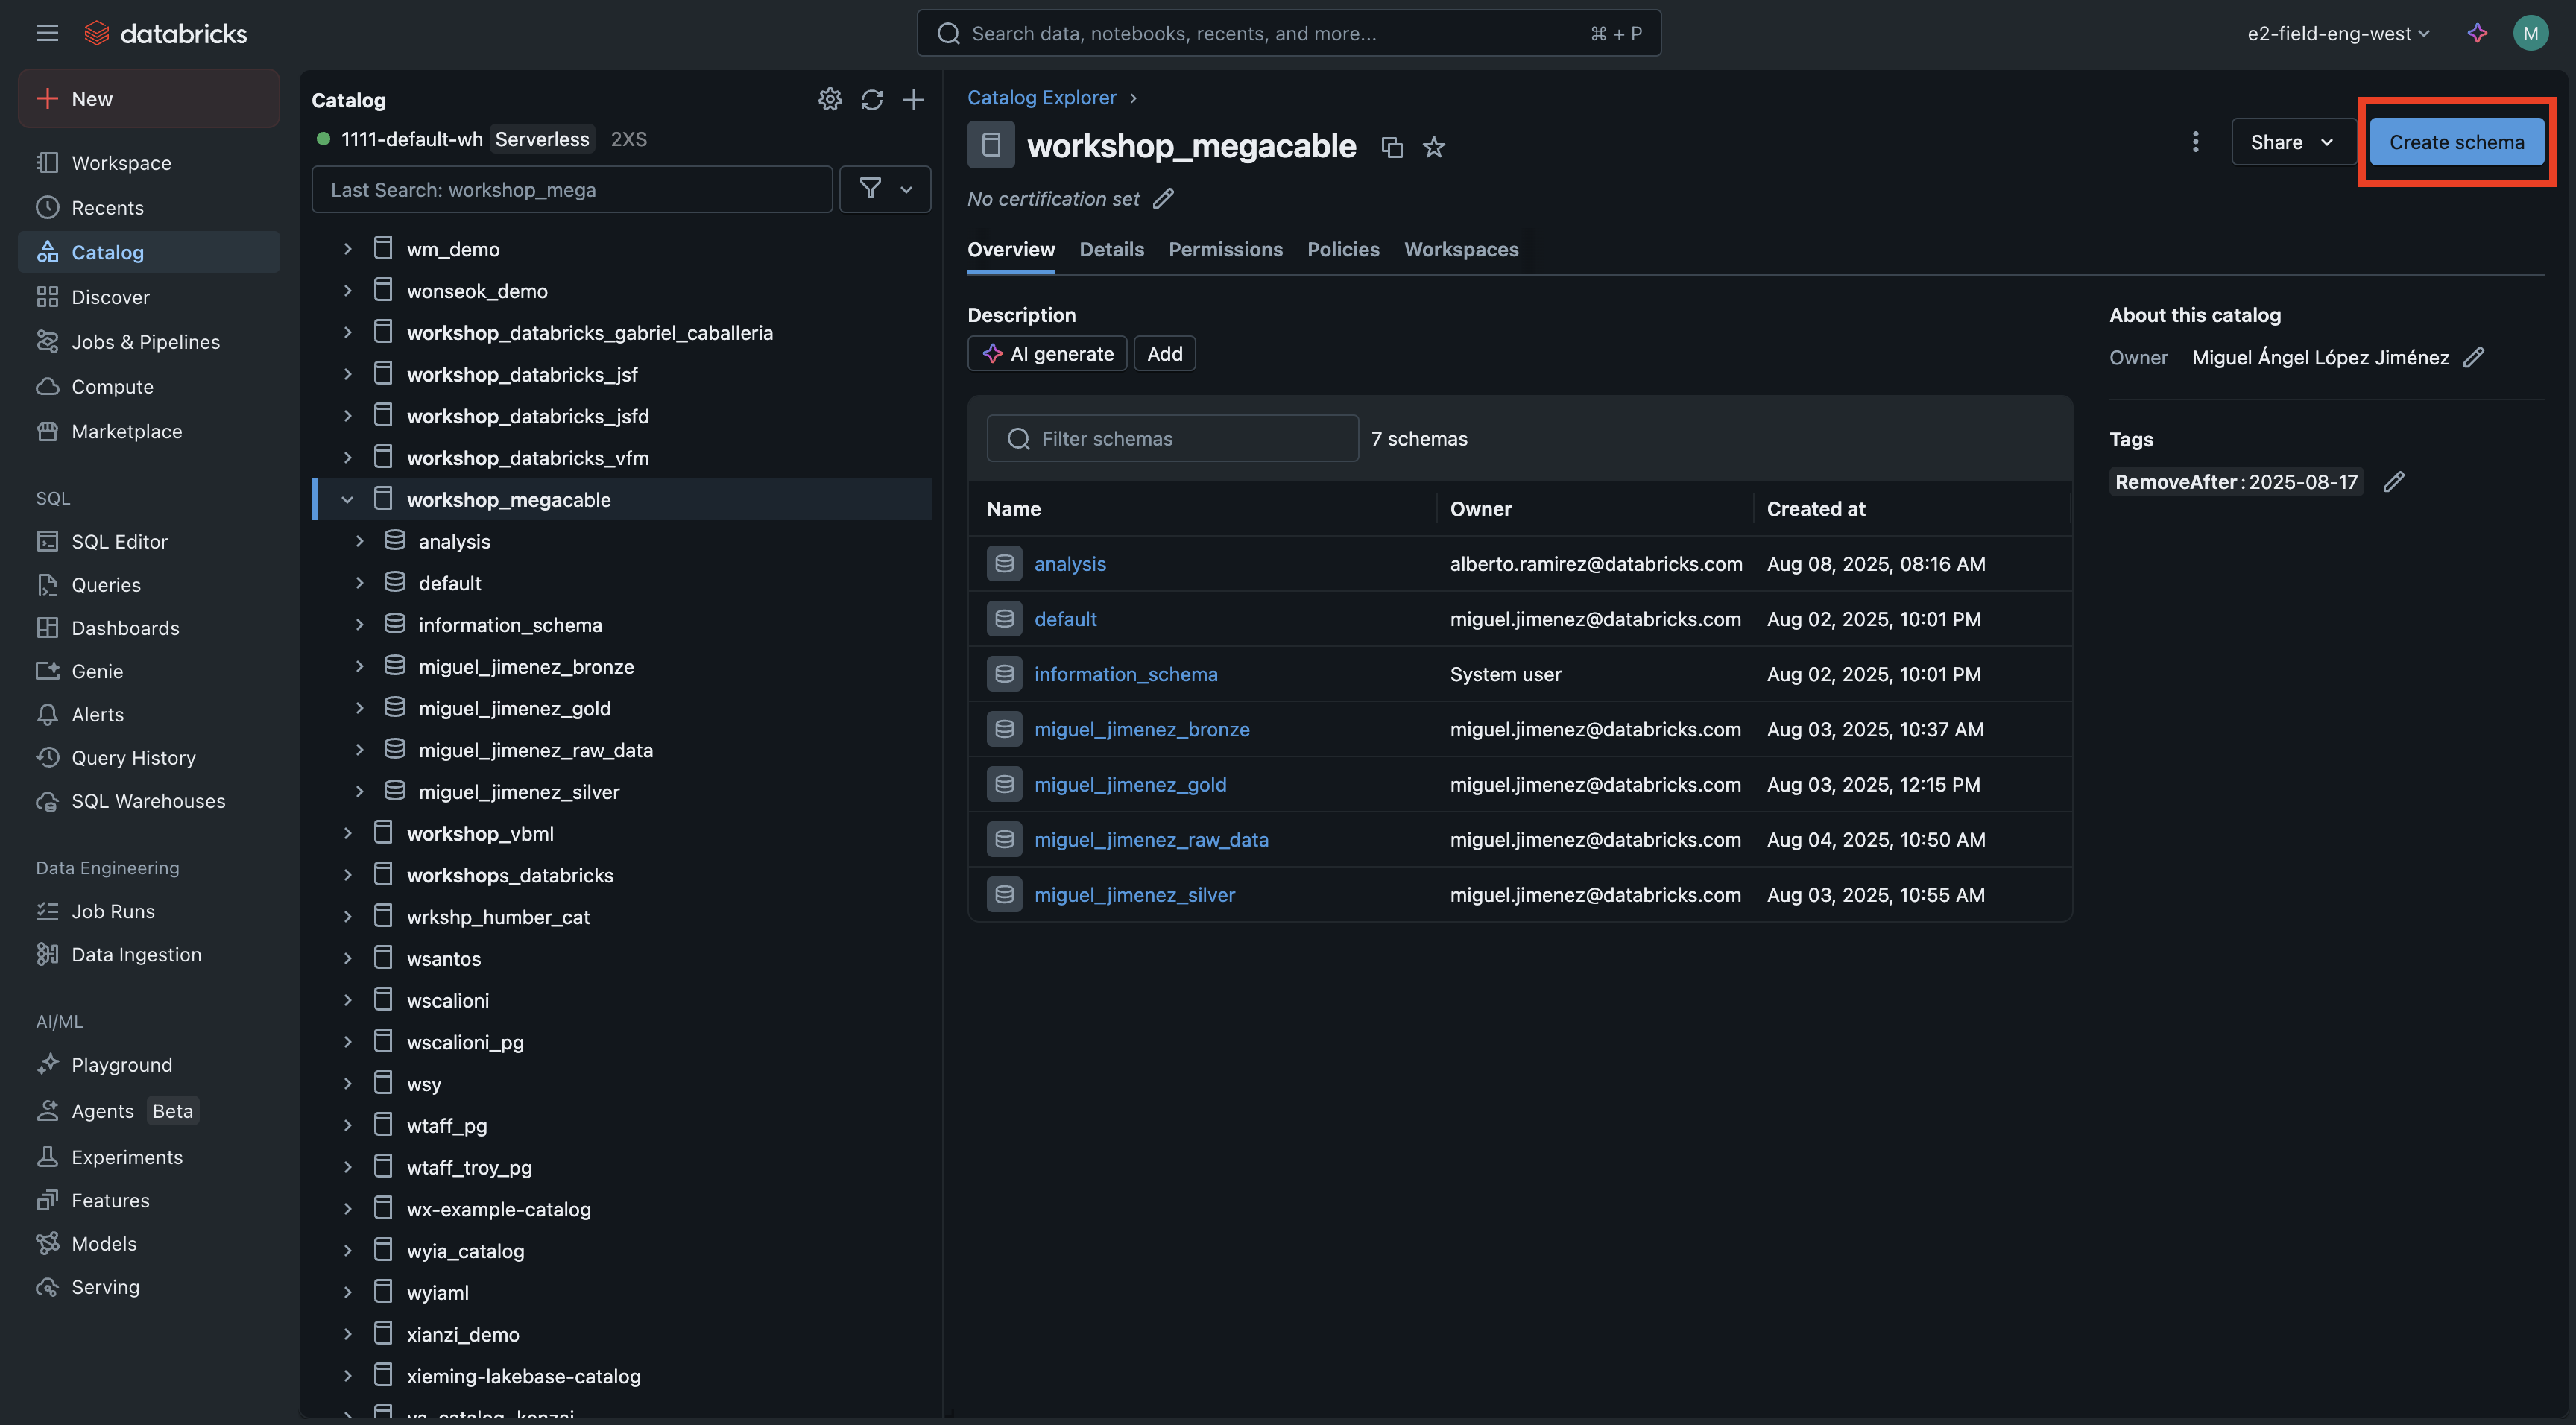 databricks
Search data, notebooks, recents, and more...
⌘ + P
e2-field-eng-west
M
New
Workspace
Recents
Catalog
Discover
Jobs & Pipelines
Compute
Marketplace
SQL
SQL Editor
Queries
Dashboards
Genie
Alerts
Query History
SQL Warehouses
Data Engineering
Job Runs
Data Ingestion
AI/ML
Playground
Agents Beta
Experiments
Features
Models
Serving
Catalog
1111-default-wh Serverless 2XS
Last Search: workshop_mega
wm_demo
wonseok_demo
workshop_databricks_gabriel_caballeria
workshop_databricks_jsf
workshop_databricks_jsfd
workshop_databricks_vfm
workshop_megacable
analysis
default
information_schema
miguel_jimenez_bronze
miguel_jimenez_gold
miguel_jimenez_raw_data
miguel_jimenez_silver
workshop_vbml
workshops_databricks
wrkshp_humber_cat
wsantos
wscalioni
wscalioni_pg
wsy
wtaff_pg
wtaff_troy_pg
wx-example-catalog
wyia_catalog
wyiaml
xianzi_demo
xieming-lakebase-catalog
Catalog Explorer
workshop_megacable
Share
Create schema
No certification set
Overview Details Permissions Policies Workspaces
Description
AI generate Add
Filter schemas
7 schemas
Name Owner Created at
analysis alberto.ramirez@databricks.com Aug 08, 2025, 08:16 AM
default miguel.jimenez@databricks.com Aug 02, 2025, 10:01 PM
information_schema System user Aug 02, 2025, 10:01 PM
miguel_jimenez_bronze miguel.jimenez@databricks.com Aug 03, 2025, 10:37 AM
miguel_jimenez_gold miguel.jimenez@databricks.com Aug 03, 2025, 12:15 PM
miguel_jimenez_raw_data miguel.jimenez@databricks.com Aug 04, 2025, 10:50 AM
miguel_jimenez_silver miguel.jimenez@databricks.com Aug 03, 2025, 10:55 AM
About this catalog
Owner Miguel Ángel López Jiménez
Tags
RemoveAfter : 2025-08-17